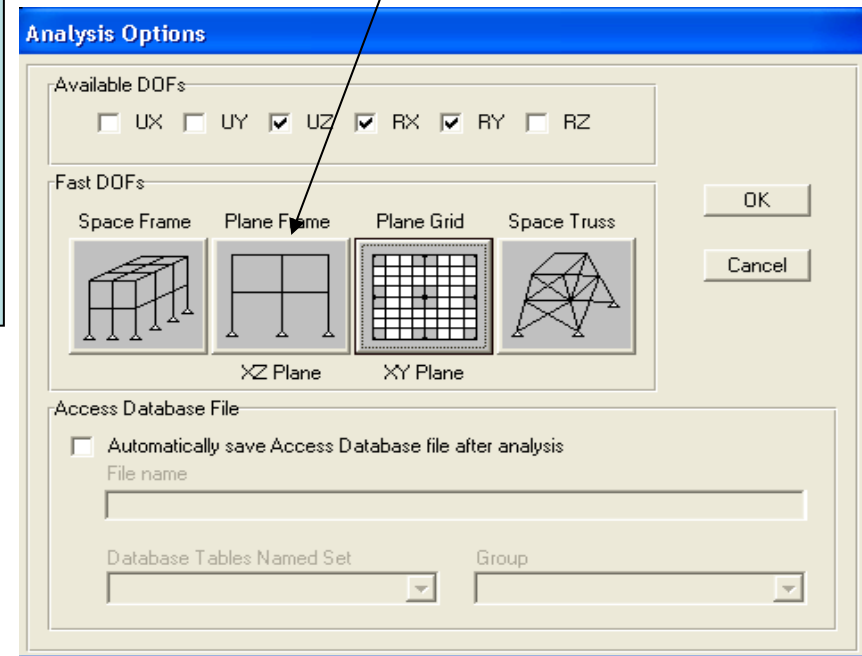 Analysis Options
Available DOFs
UX UY UZ RX RY RZ
Fast DOFs
Space Frame Plane Frame Plane Grid Space Truss
XZ Plane XY Plane
OK
Cancel
Access Database File
Automatically save Access Database file after analysis
File name
Database Tables Named Set Group